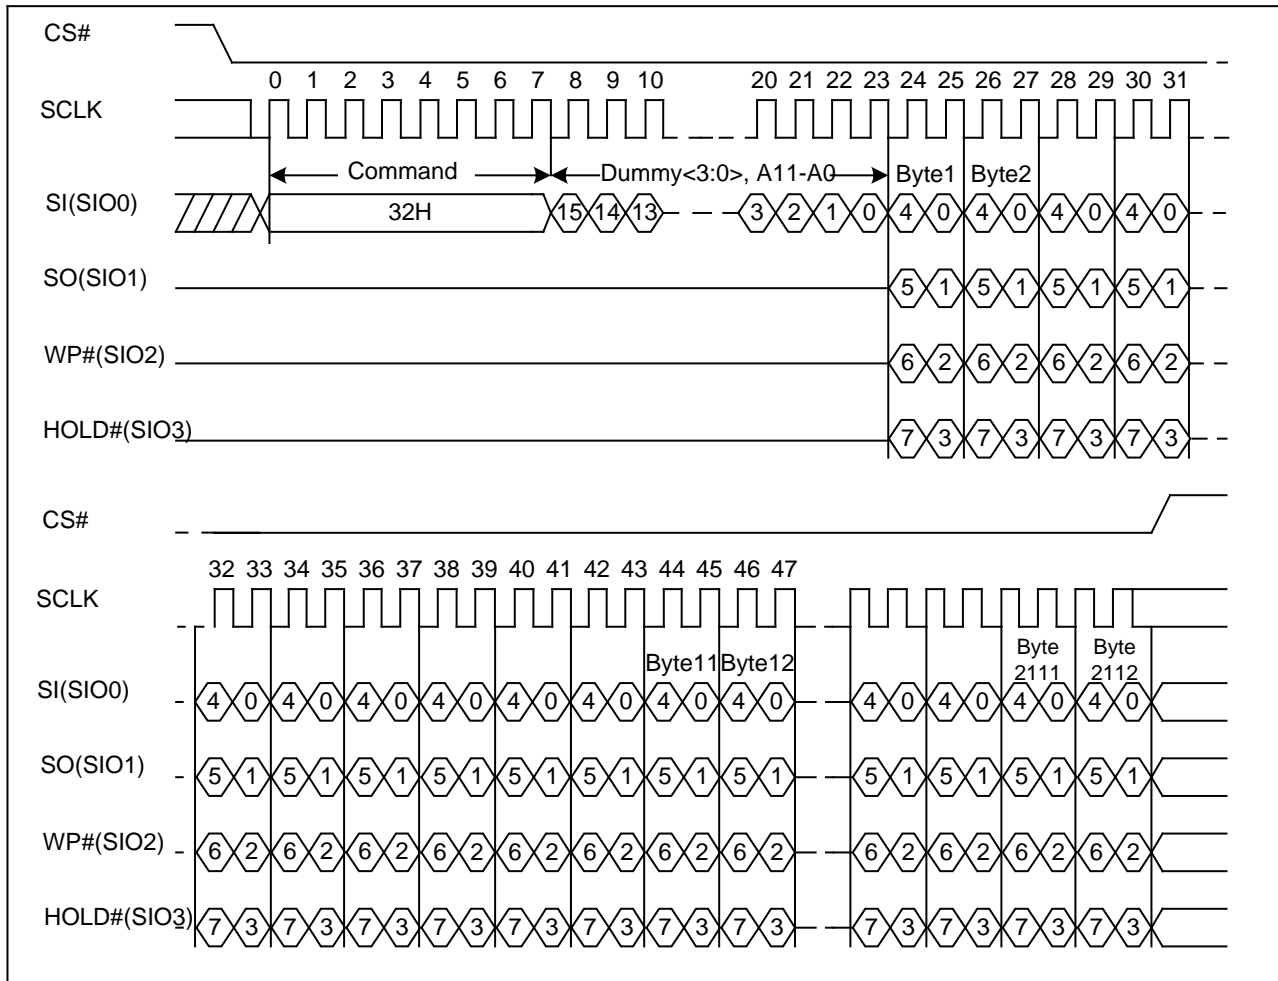 CS#
0 1 2 3 4 5 6 7 8 9 10 20 21 22 23 24 25 26 27 28 29 30 31
SCLK
Command Dummy<3:0>, A11-A0 Byte1 Byte2
SI(SIO0) 32H 15 14 13 3 2 1 0 4 0 4 0 4 0 4 0
SO(SIO1) 5 1 5 1 5 1 5 1
WP#(SIO2) 6 2 6 2 6 2 6 2
HOLD#(SIO3) 7 3 7 3 7 3 7 3
CS#
32 33 34 35 36 37 38 39 40 41 42 43 44 45 46 47
SCLK
Byte11 Byte12 Byte 2111 Byte 2112
SI(SIO0) 4 0 4 0 4 0 4 0 4 0 4 0 4 0 4 0 4 0 4 0 4 0 4 0
SO(SIO1) 5 1 5 1 5 1 5 1 5 1 5 1 5 1 5 1 5 1 5 1 5 1 5 1
WP#(SIO2) 6 2 6 2 6 2 6 2 6 2 6 2 6 2 6 2 6 2 6 2 6 2 6 2
HOLD#(SIO3) 7 3 7 3 7 3 7 3 7 3 7 3 7 3 7 3 7 3 7 3 7 3 7 3